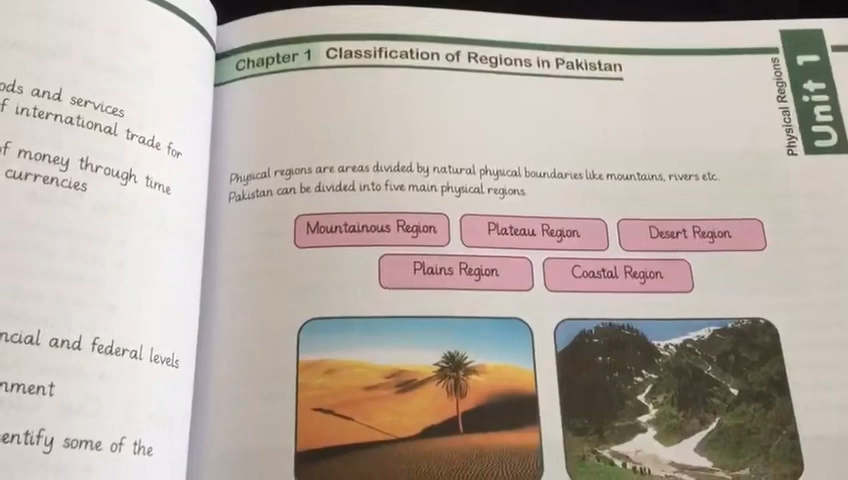 ods and services
f international trade for
of money through time
currencies
ncial and federal levels
nment
entify some of the
Chapter 1 Classification of Regions in Pakistan
Physical Regions
Unit 1
Physical regions are areas divided by natural physical boundaries like mountains, rivers etc.
Pakistan can be divided into five main physical regions.
Mountainous Region
Plateau Region
Desert Region
Plains Region
Coastal Region